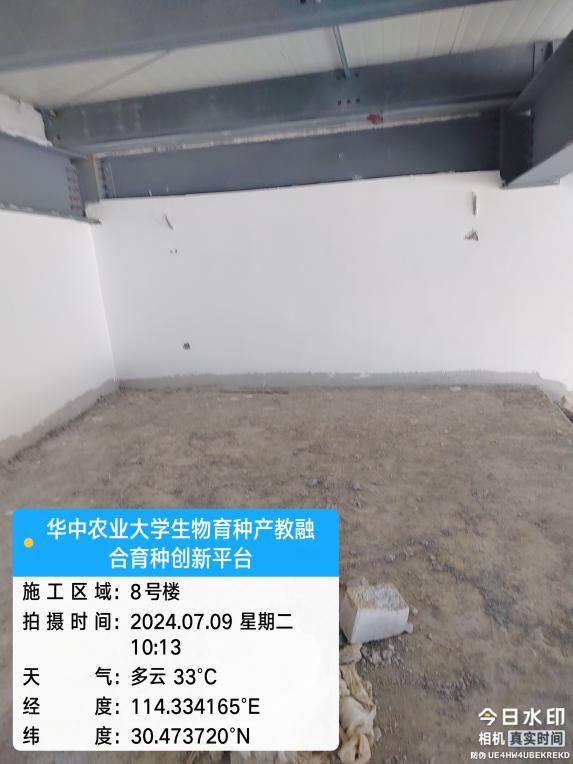 华中农业大学生物育种产教融
合育种创新平台
施工区域：8号楼
拍摄时间：2024.07.09 星期二
10:13
天气：多云 33°C
经度：114.334165°E
纬度：30.473720°N
今日水印
相机 真实时间
防伪 UE4HW4UBEKREKD